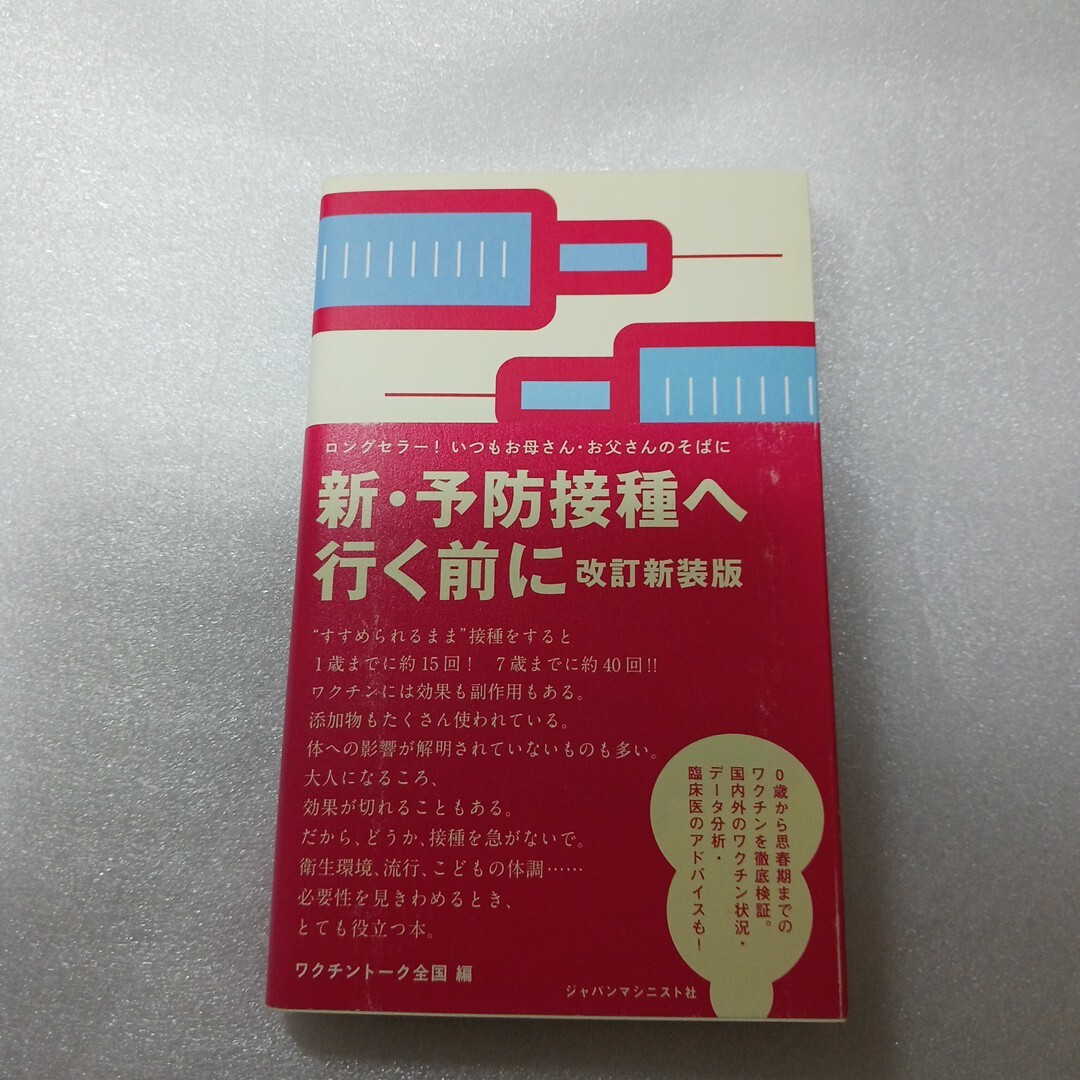 ロングセラー！いつもお母さん・お父さんのそばに
新・予防接種へ
行く前に 改訂新装版
“すすめられるまま”接種をすると
1歳までに約15回！ 7歳までに約40回!!
ワクチンには効果も副作用もある。
添加物もたくさん使われている。
体への影響が解明されていないものも多い。
大人になるころ、
効果が切れることもある。
だから、どうか、接種を急がないで。
衛生環境、流行、こどもの体調……
必要性を見きわめるとき、
とても役立つ本。
0歳から思春期までの
ワクチンを徹底検証。
国内外のワクチン状況・
データ分析・
臨床医のアドバイスも！
ワクチントーク全国 編
ジャパンマシニスト社